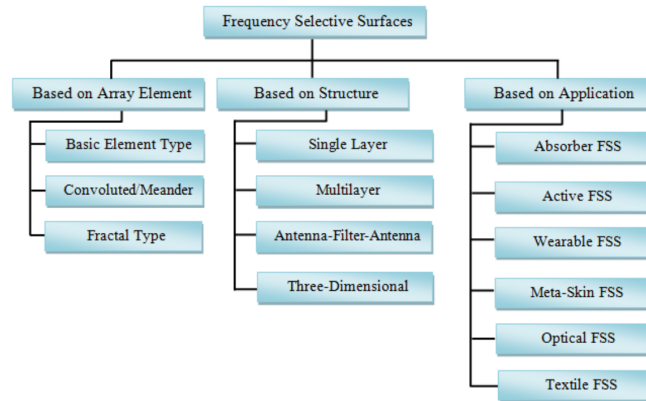 Frequency Selective Surfaces
Based on Array Element
Basic Element Type
Convoluted/Meander
Fractal Type
Based on Structure
Single Layer
Multilayer
Antenna-Filter-Antenna
Three-Dimensional
Based on Application
Absorber FSS
Active FSS
Wearable FSS
Meta-Skin FSS
Optical FSS
Textile FSS